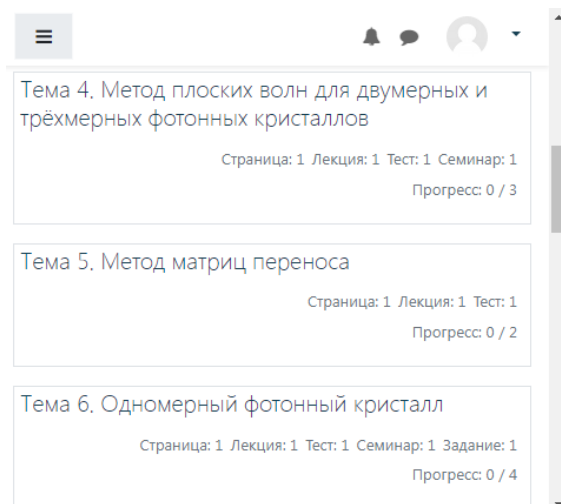 Тема 4. Метод плоских волн для двумерных и
трёхмерных фотонных кристаллов
Страница: 1 Лекция: 1 Тест: 1 Семинар: 1
Прогресс: 0 / 3
Тема 5. Метод матриц переноса
Страница: 1 Лекция: 1 Тест: 1
Прогресс: 0 / 2
Тема 6. Одномерный фотонный кристалл
Страница: 1 Лекция: 1 Тест: 1 Семинар: 1 Задание: 1
Прогресс: 0 / 4